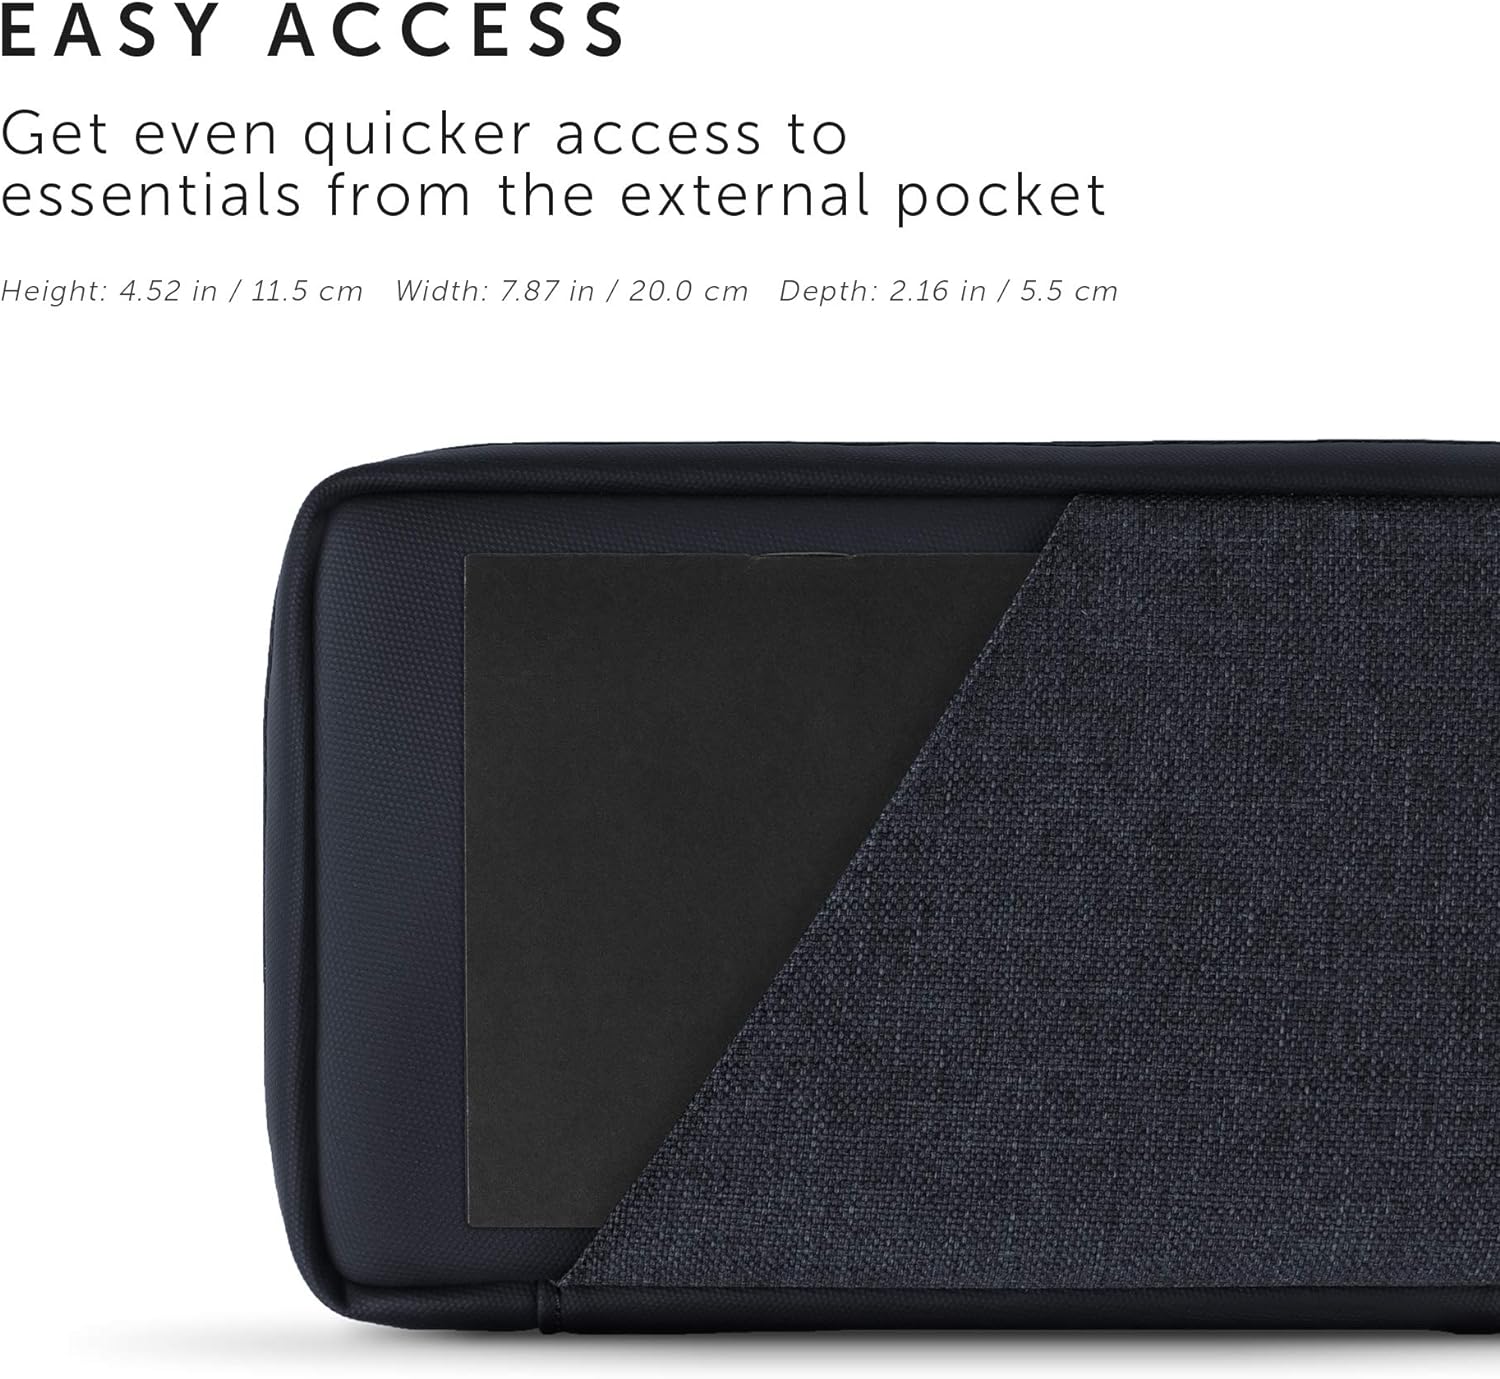 EASY ACCESS
Get even quicker access to
essentials from the external pocket
Height: 4.52 in / 11.5 cm   Width: 7.87 in / 20.0 cm   Depth: 2.16 in / 5.5 cm